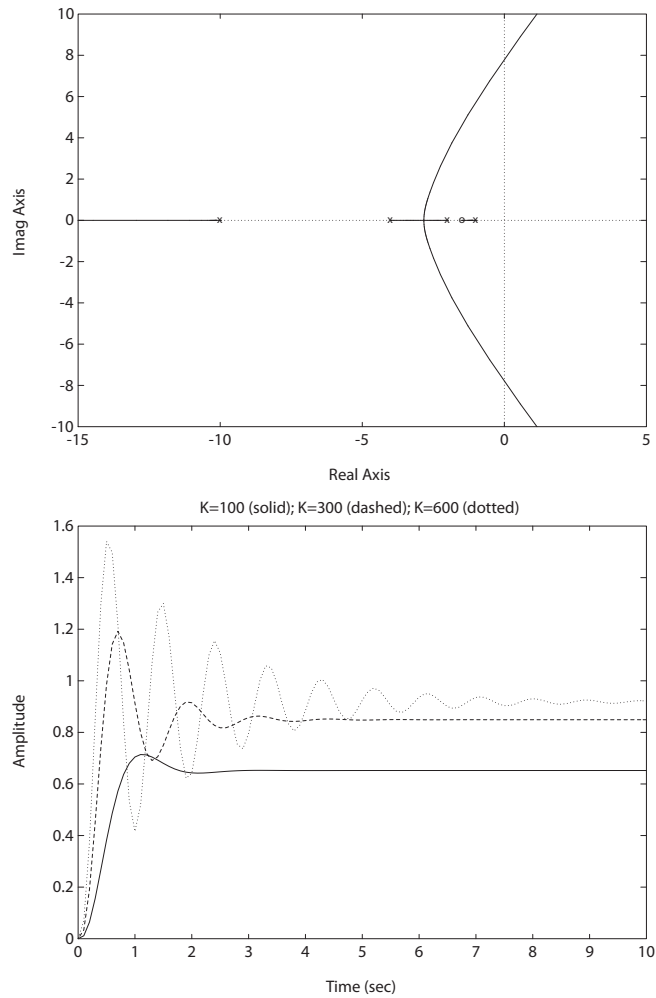 10
8
6
4
2
0
-2
-4
-6
-8
-10
Imag Axis
-15 -10 -5 0 5
Real Axis
K=100 (solid); K=300 (dashed); K=600 (dotted)
1.6
1.4
1.2
1
0.8
0.6
0.4
0.2
0
Amplitude
0 1 2 3 4 5 6 7 8 9 10
Time (sec)